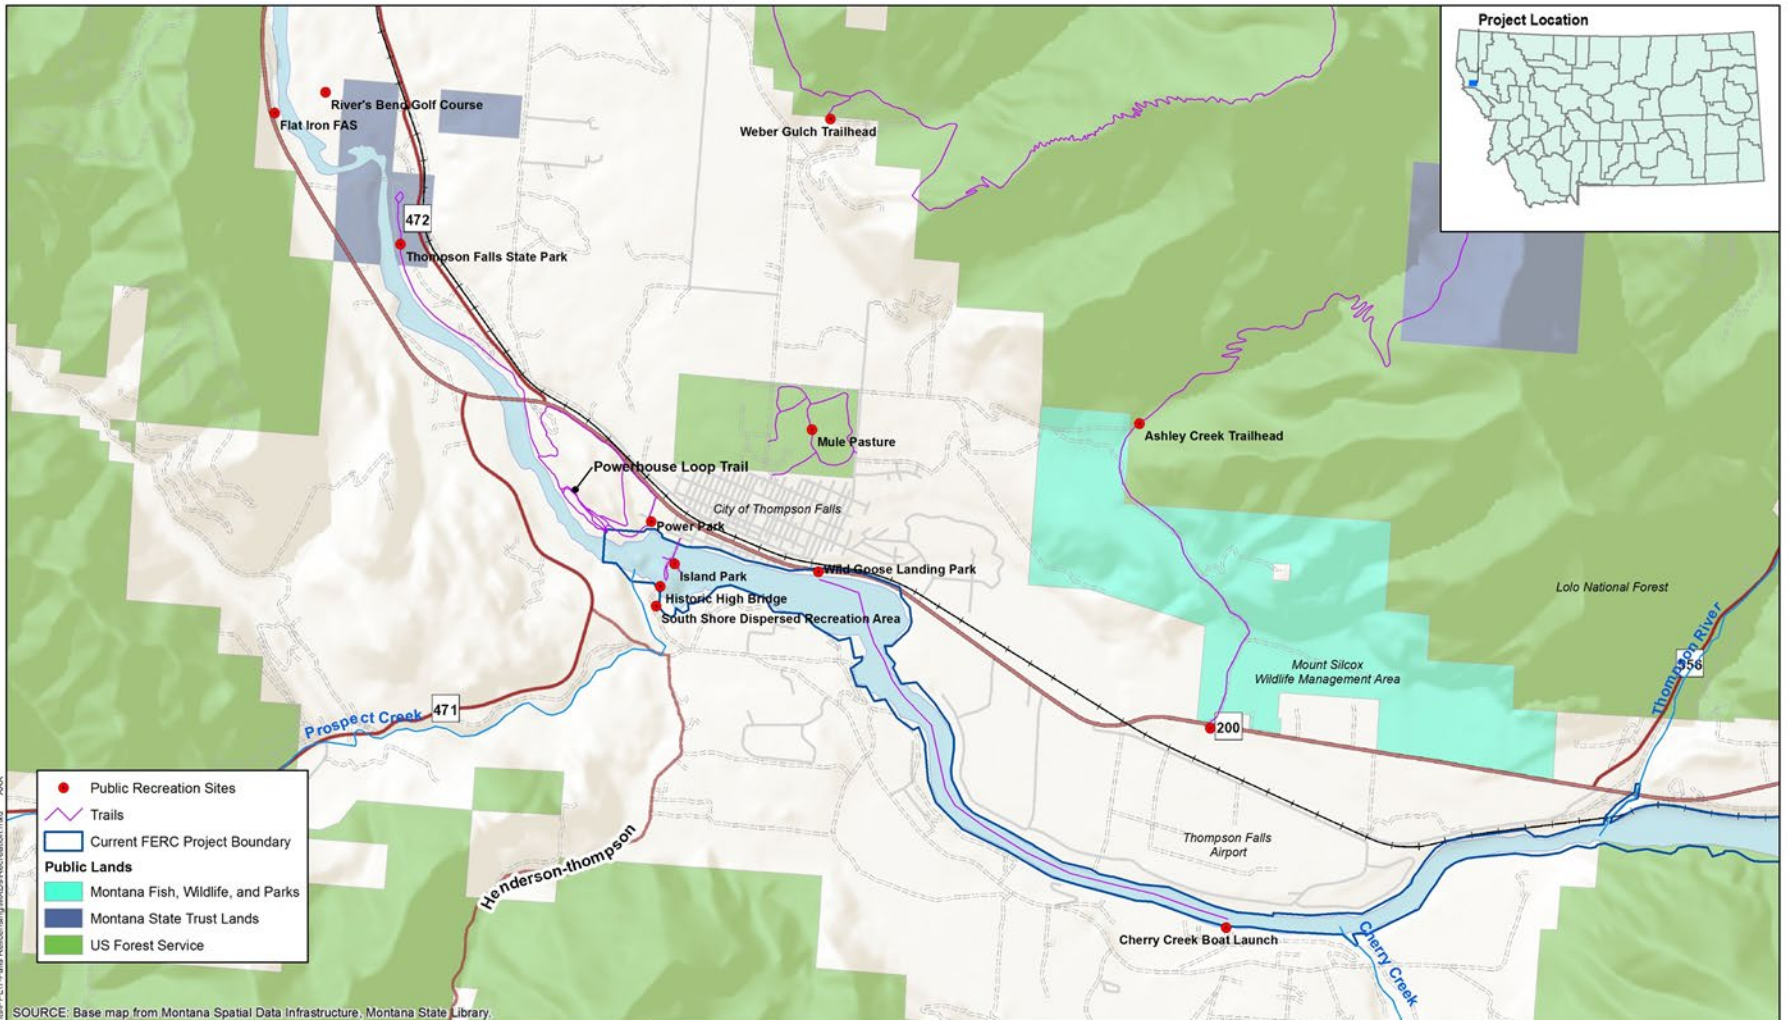 Project Location
River's Bend Golf Course
Flat Iron FAS
Weber Gulch Trailhead
472
Thompson Falls State Park
Mule Pasture
Ashley Creek Trailhead
Powerhouse Loop Trail
City of Thompson Falls
Power Park
Wild Goose Landing Park
Island Park
Historic High Bridge
South Shore Dispersed Recreation Area
Lolo National Forest
Thompson River
Mount Silcox
Wildlife Management Area
471
Prospect Creek
200
Public Recreation Sites
Trails
Current FERC Project Boundary
Public Lands
Montana Fish, Wildlife, and Parks
Montana State Trust Lands
US Forest Service
Henderson-thompson
Thompson Falls
Airport
Cherry Creek Boat Launch
Cherry Creek
SOURCE: Base map from Montana Spatial Data Infrastructure, Montana State Library.